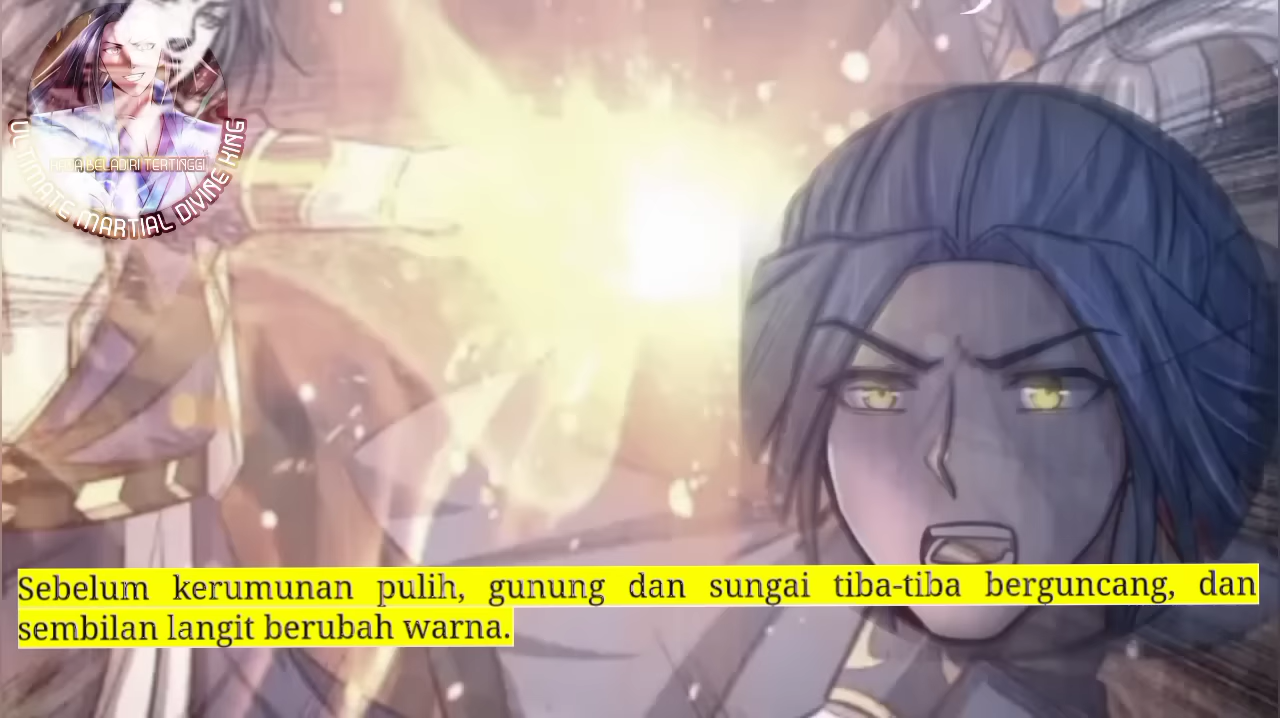 RAJA BELADIRI TERTINGGI
ULTIMATE MARTIAL DIVINE KING
Sebelum kerumunan pulih, gunung dan sungai tiba-tiba berguncang, dan
sembilan langit berubah warna.